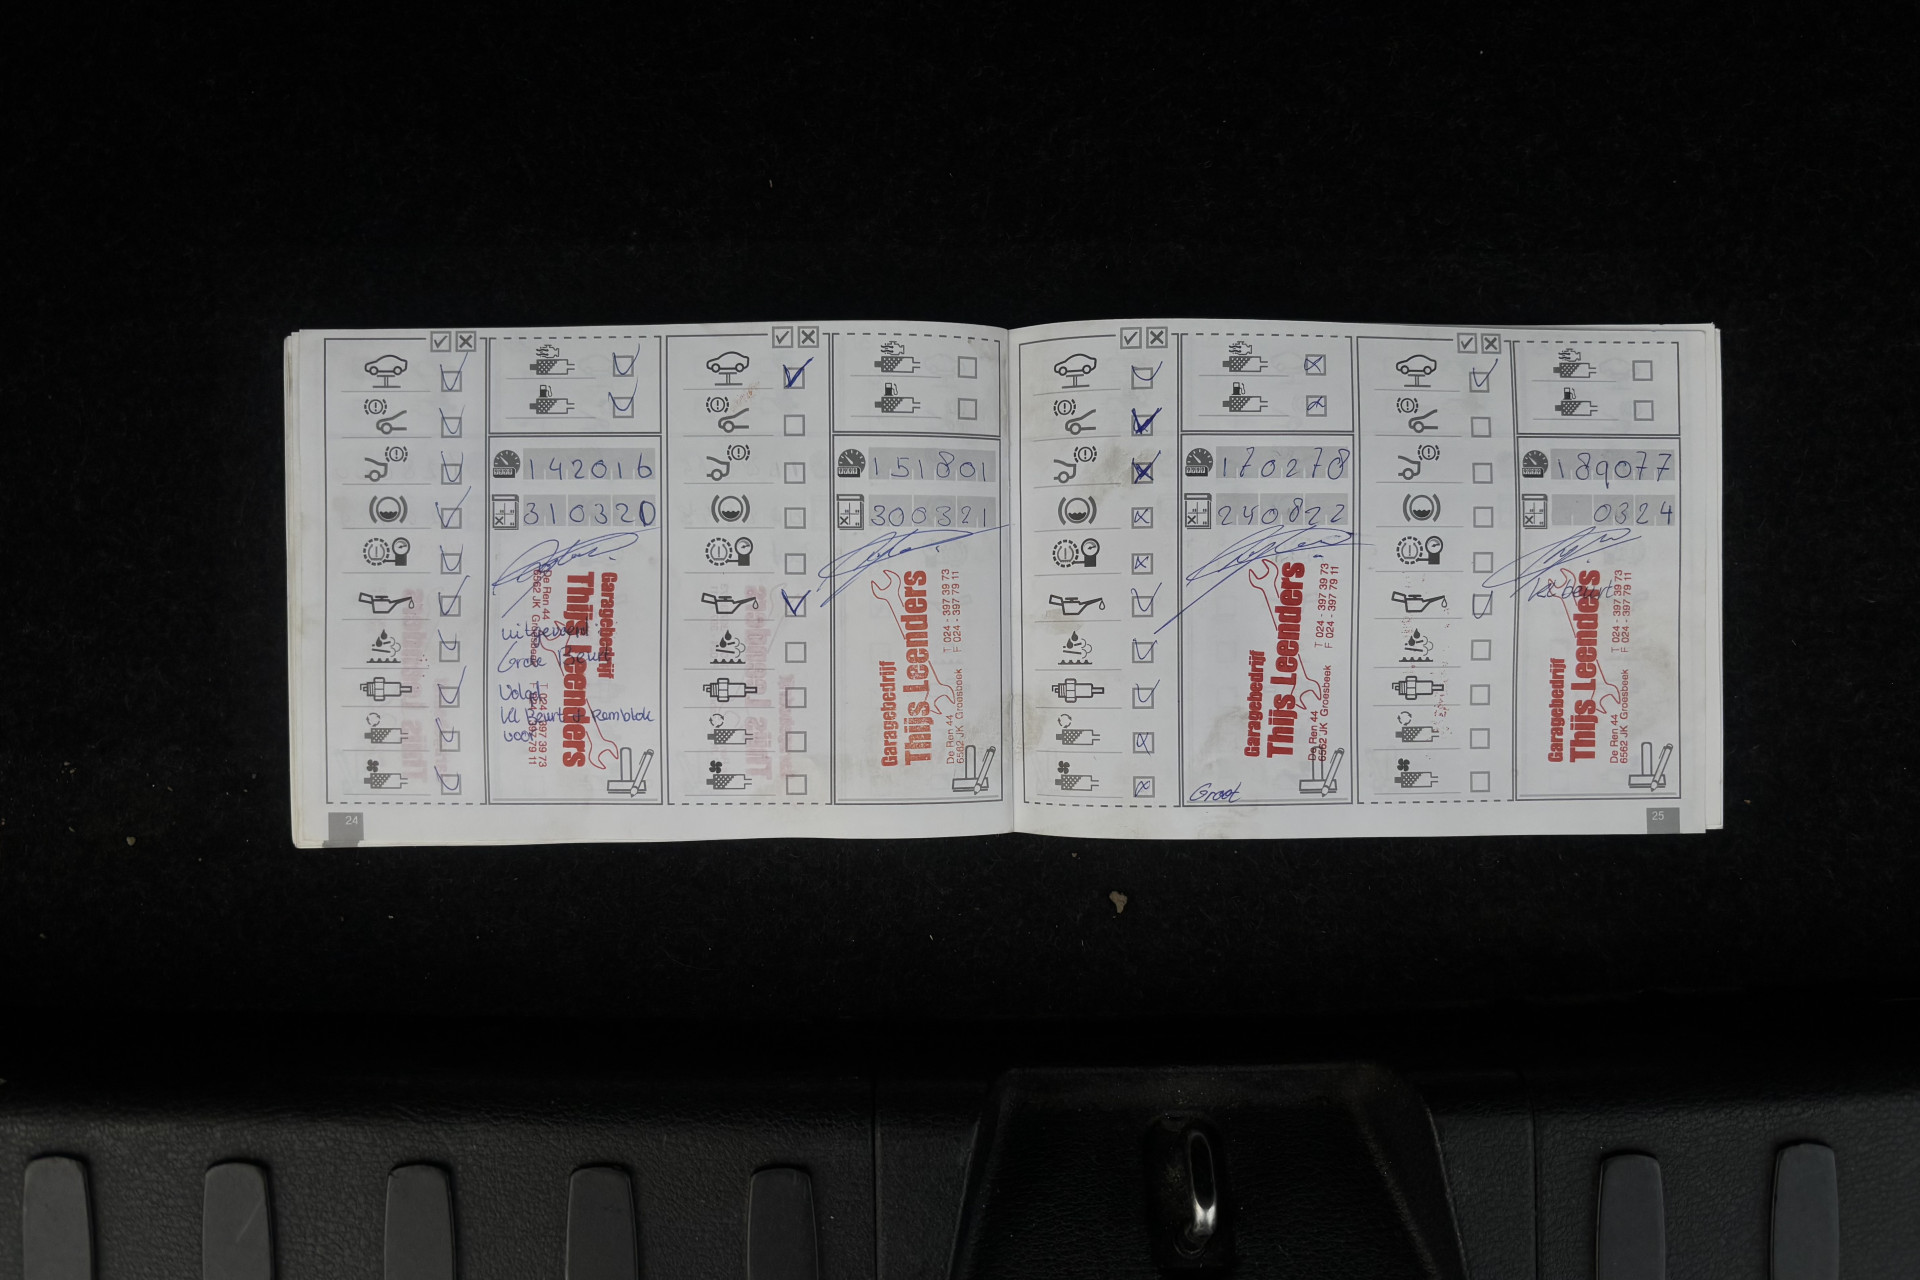 142016
310320
uitgevoerd
Grote Beurt
Volgt
Kl Beurt + Remblok
voor
Garagebedrijf
Thijs Leenders
De Ren 44
6562 JK Groesbeek
T 024 - 397 39 73
F 024 - 397 79 11
24
151801
300321
Garagebedrijf
Thijs Leenders
De Ren 44
6562 JK Groesbeek
T 024 - 397 39 73
F 024 - 397 79 11
170278
240822
Garagebedrijf
Thijs Leenders
De Ren 44
6562 JK Groesbeek
T 024 - 397 39 73
F 024 - 397 79 11
Groot
189077
0324
Kl beurt
Garagebedrijf
Thijs Leenders
De Ren 44
6562 JK Groesbeek
T 024 - 397 39 73
F 024 - 397 79 11
25